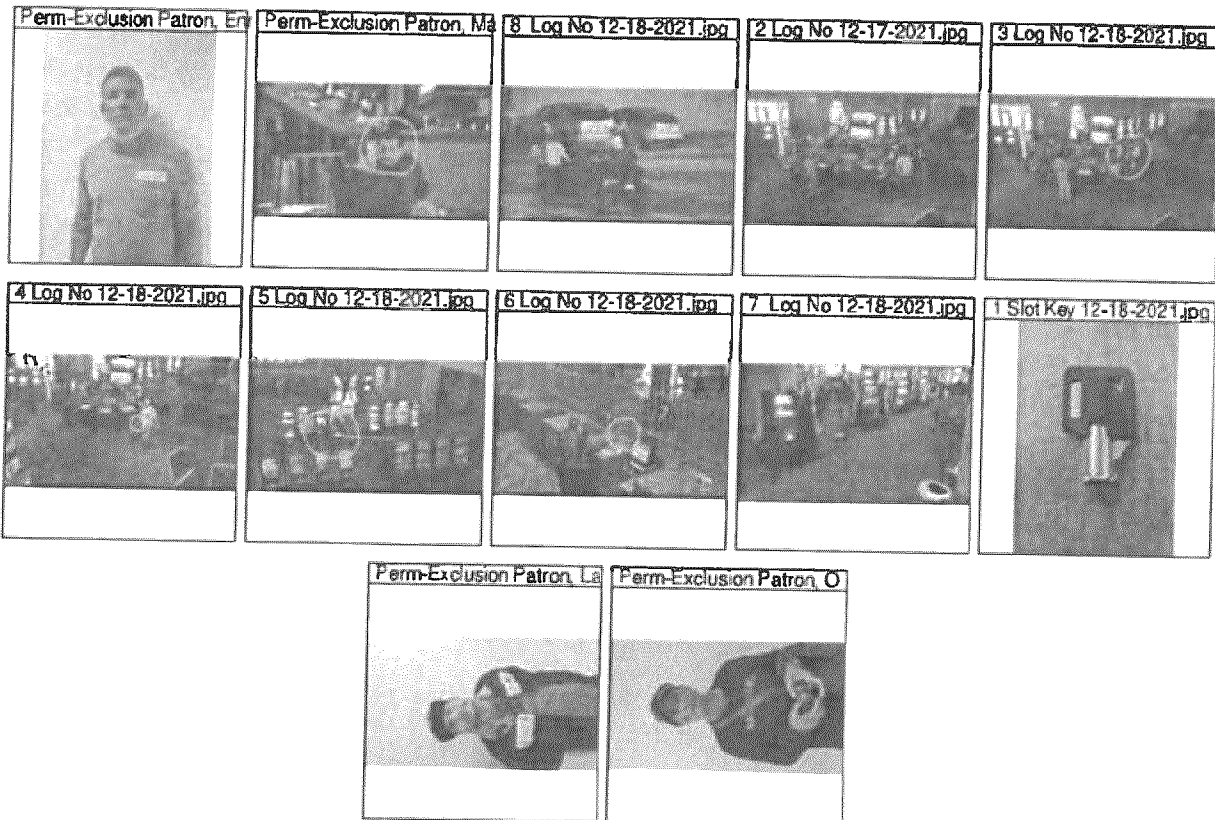 Perm-Exclusion Patron, Em
Perm-Exclusion Patron, Ma
8 Log No 12-18-2021.jpg
2 Log No 12-17-2021.jpg
3 Log No 12-18-2021.jpg
4 Log No 12-18-2021.jpg
5 Log No 12-18-2021.jpg
6 Log No 12-18-2021.jpg
7 Log No 12-18-2021.jpg
1 Slot Key 12-18-2021.jpg
Perm-Exclusion Patron, La
Perm-Exclusion Patron, O